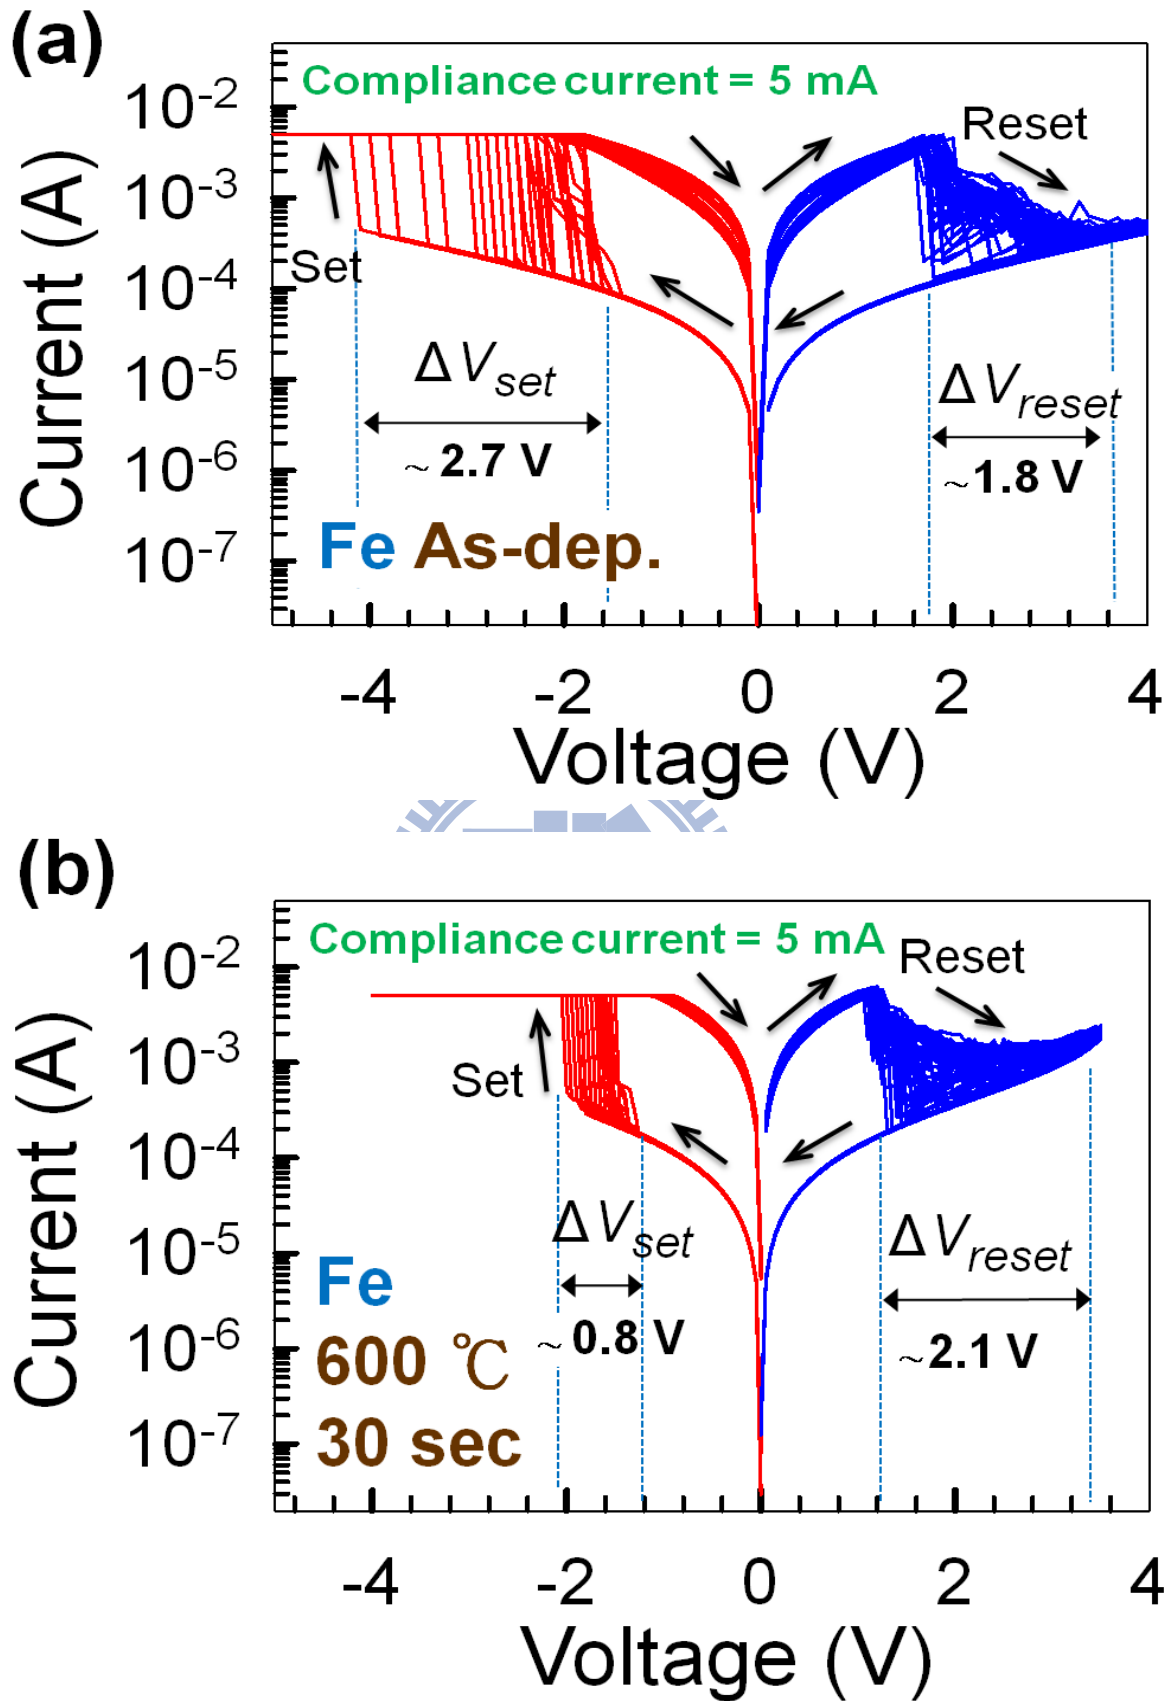 (a)
Compliance current = 5 mA
Reset
Set
ΔVset
~ 2.7 V
ΔVreset
~1.8 V
Fe As-dep.
Current (A)
10-2
10-3
10-4
10-5
10-6
10-7
-4 -2 0 2 4
Voltage (V)
(b)
Compliance current = 5 mA
Reset
Set
ΔVset
~ 0.8 V
ΔVreset
~2.1 V
Fe
600 ℃
30 sec
Current (A)
10-2
10-3
10-4
10-5
10-6
10-7
-4 -2 0 2 4
Voltage (V)